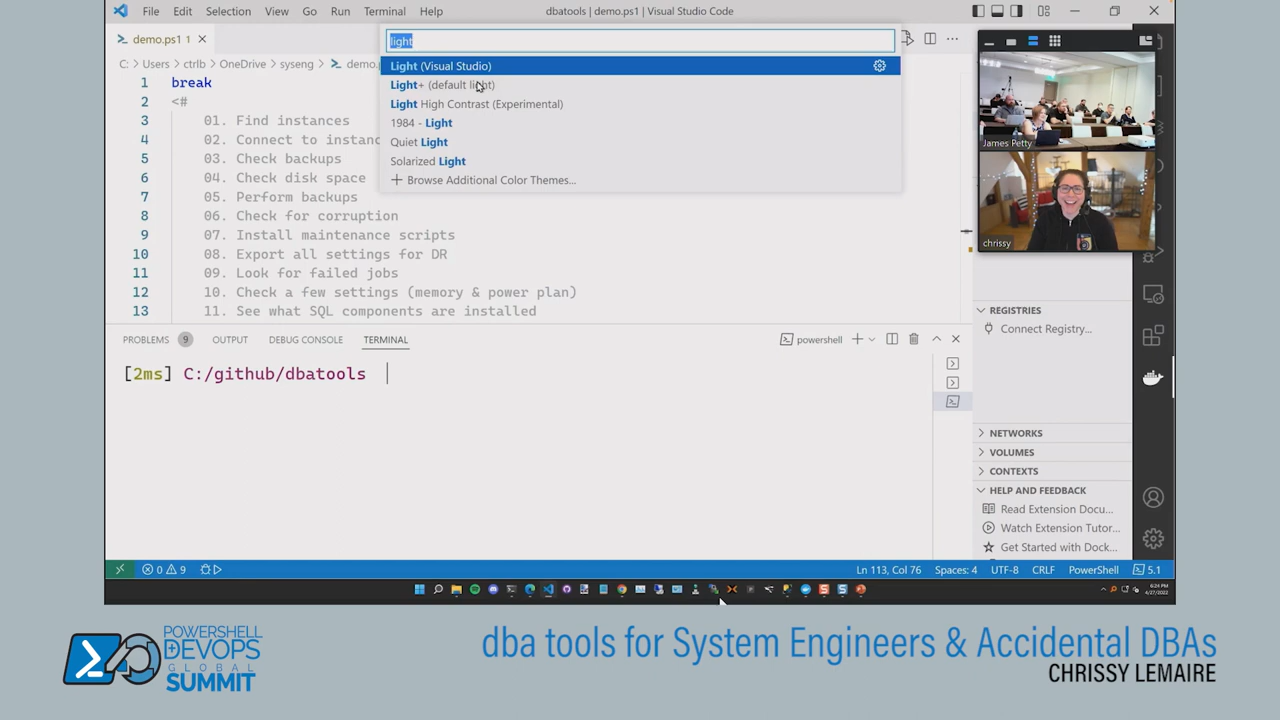 File Edit Selection View Go Run Terminal Help
dbatools | demo.ps1 | Visual Studio Code
demo.ps1 1
light
C: > Users > ctrlb > OneDrive > syseng > demo.
Light (Visual Studio)
Light+ (default light)
Light High Contrast (Experimental)
1984 - Light
Quiet Light
Solarized Light
Browse Additional Color Themes...
1 break
2 <#
3 01. Find instances
4 02. Connect to instanc
5 03. Check backups
6 04. Check disk space
7 05. Perform backups
8 06. Check for corruption
9 07. Install maintenance scripts
10 08. Export all settings for DR
11 09. Look for failed jobs
12 10. Check a few settings (memory & power plan)
13 11. See what SQL components are installed
James Petty
chrissy
REGISTRIES
Connect Registry...
PROBLEMS 9 OUTPUT DEBUG CONSOLE TERMINAL
powershell
[2ms] C:/github/dbatools
NETWORKS
VOLUMES
CONTEXTS
HELP AND FEEDBACK
Read Extension Docu...
Watch Extension Tutor...
Get Started with Dock...
0 9
Ln 113, Col 76 Spaces: 4 UTF-8 CRLF PowerShell 5.1
6:24 PM
4/27/2022
POWERSHELL
+DEVOPS
GLOBAL
SUMMIT
dba tools for System Engineers & Accidental DBAs
CHRISSY LEMAIRE